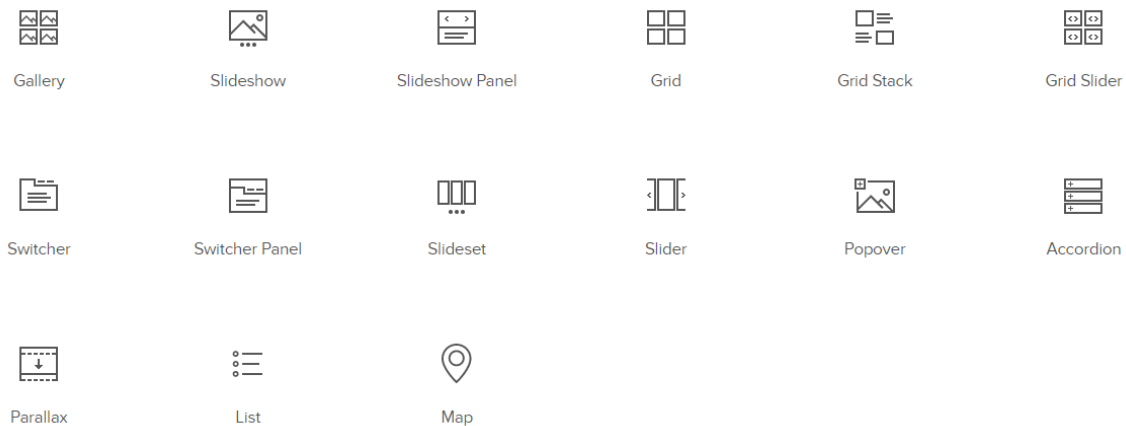 Gallery
Slideshow
Slideshow Panel
Grid
Grid Stack
Grid Slider
Switcher
Switcher Panel
Slideset
Slider
Popover
Accordion
Parallax
List
Map